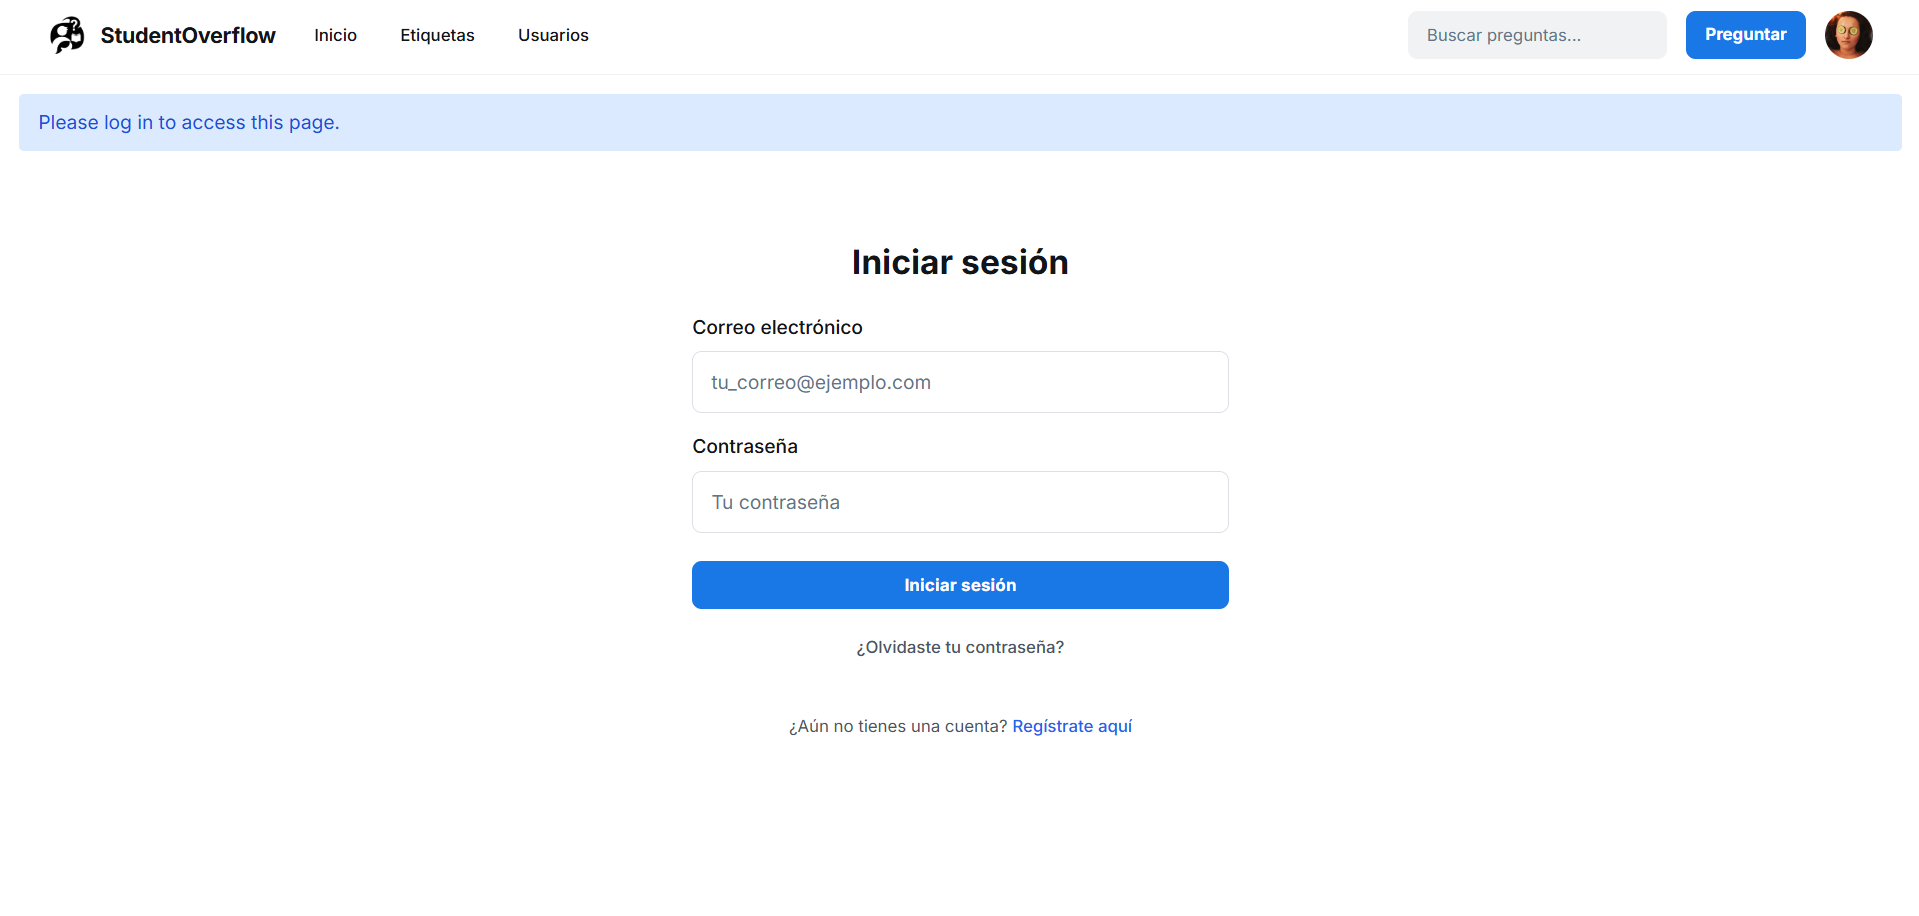 StudentOverflow
Inicio
Etiquetas
Usuarios
Buscar preguntas...
Preguntar
Please log in to access this page.
Iniciar sesión
Correo electrónico
tu_correo@ejemplo.com
Contraseña
Tu contraseña
Iniciar sesión
¿Olvidaste tu contraseña?
¿Aún no tienes una cuenta? Regístrate aquí